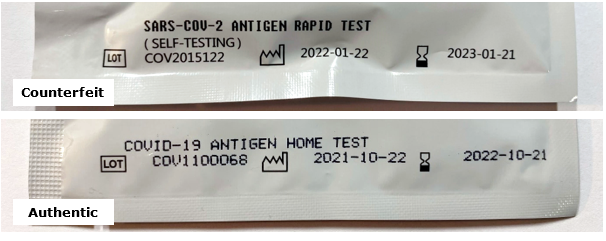 SARS-COV-2 ANTIGEN RAPID TEST
(SELF-TESTING)
LOT COV2015122 2022-01-22 2023-01-21
Counterfeit
COVID-19 ANTIGEN HOME TEST
LOT COV1100068 2021-10-22 2022-10-21
Authentic